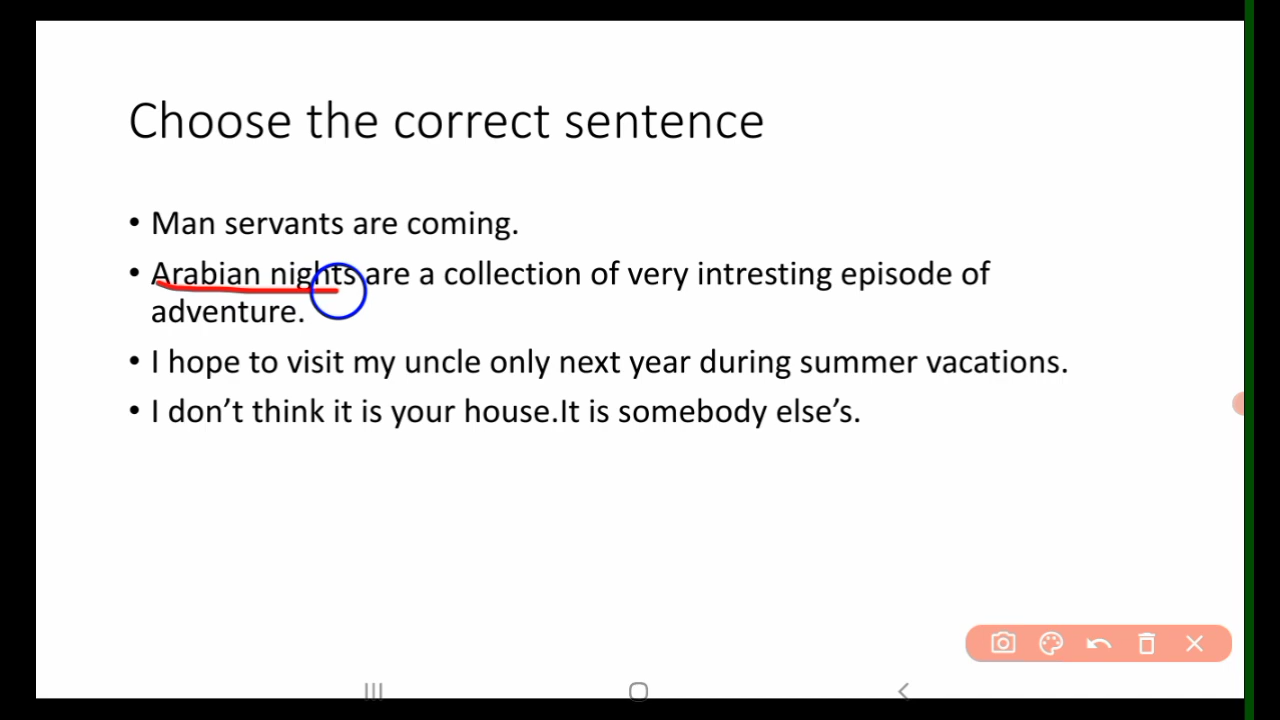 Choose the correct sentence
• Man servants are coming.
• Arabian nights are a collection of very intresting episode of
adventure.
• I hope to visit my uncle only next year during summer vacations.
• I don’t think it is your house.It is somebody else’s.